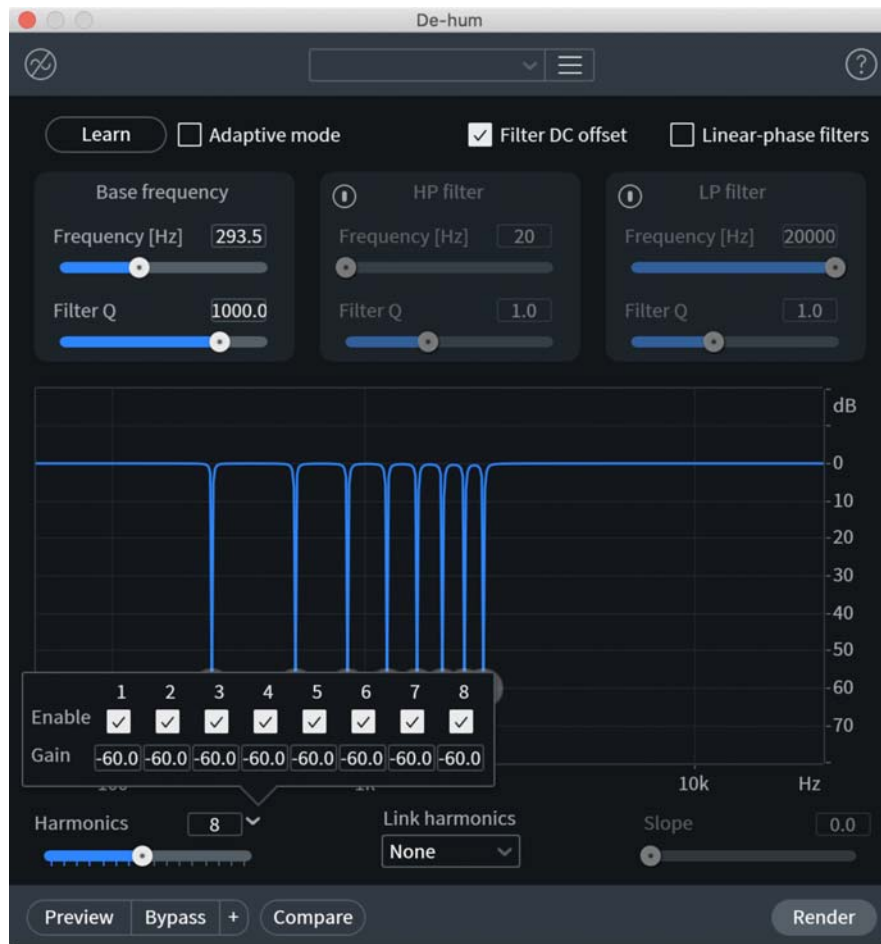 De-hum
?
Learn Adaptive mode Filter DC offset Linear-phase filters
Base frequency HP filter LP filter
Frequency [Hz] 293.5 Frequency [Hz] 20 Frequency [Hz] 20000
Filter Q 1000.0 Filter Q 1.0 Filter Q 1.0
dB
0
-10
-20
-30
-40
-50
-60
-70
1 2 3 4 5 6 7 8
Enable
Gain -60.0 -60.0 -60.0 -60.0 -60.0 -60.0 -60.0 -60.0
10k Hz
Harmonics 8 Link harmonics Slope 0.0
None
Preview Bypass + Compare Render